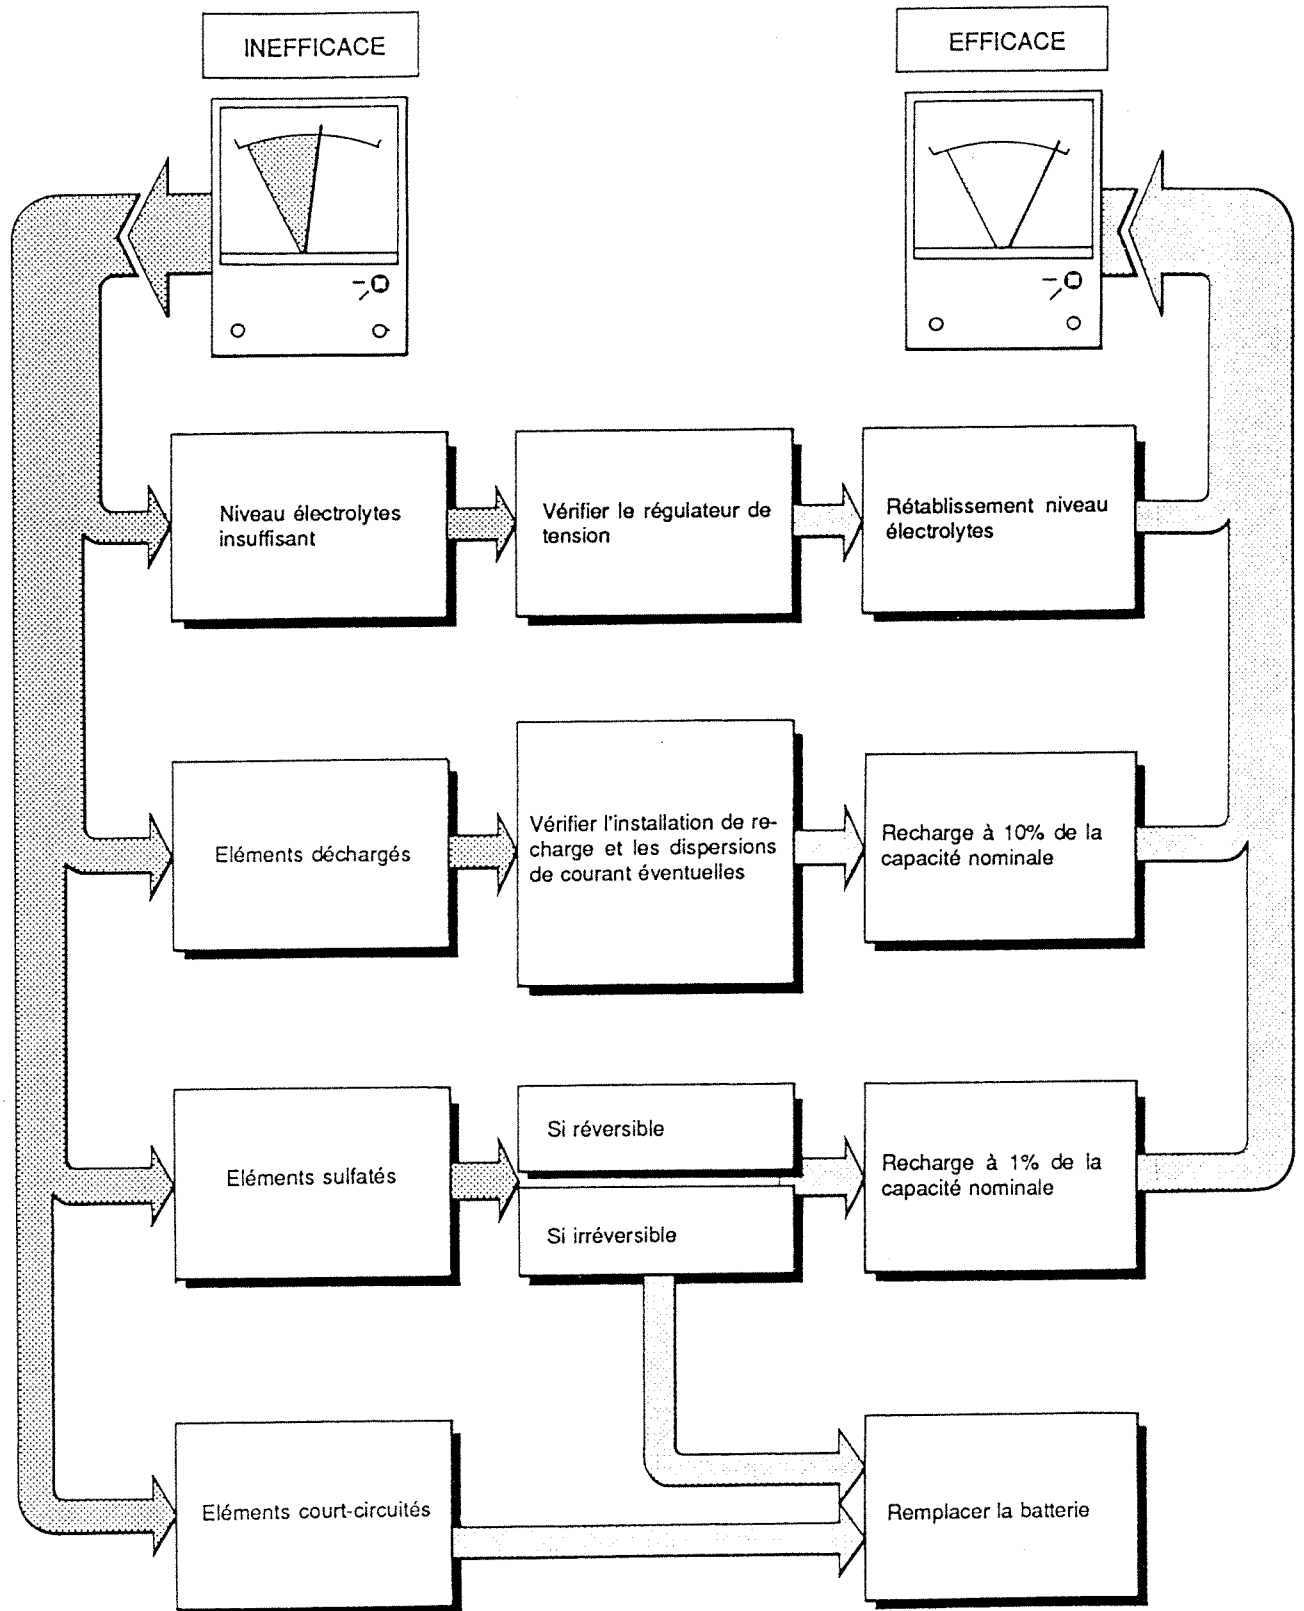 INEFFICACE
EFFICACE
Niveau électrolytes
insuffisant
Vérifier le régulateur de
tension
Rétablissement niveau
électrolytes
Eléments déchargés
Vérifier l'installation de re-
charge et les dispersions
de courant éventuelles
Recharge à 10% de la
capacité nominale
Eléments sulfatés
Si réversible
Si irréversible
Recharge à 1% de la
capacité nominale
Eléments court-circuités
Remplacer la batterie